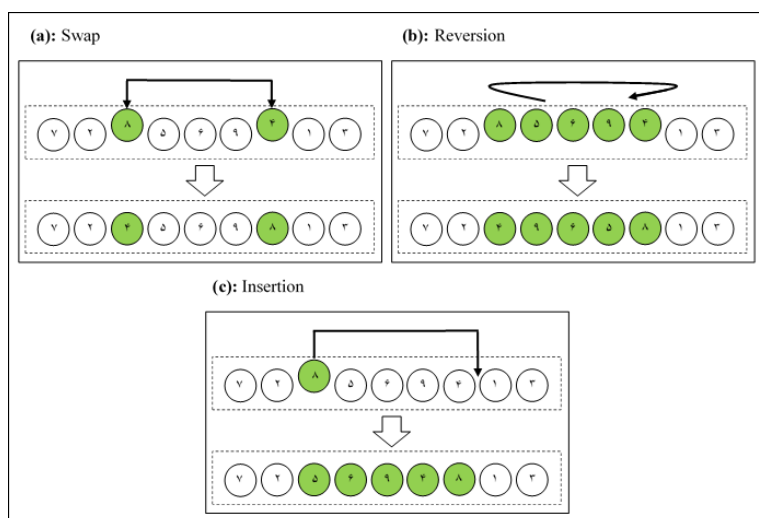 (a): Swap
۷ ۲ ۸ ۵ ۶ ۹ ۴ ۱ ۳
۷ ۲ ۴ ۵ ۶ ۹ ۸ ۱ ۳
(b): Reversion
۷ ۲ ۸ ۵ ۶ ۹ ۴ ۱ ۳
۷ ۲ ۴ ۹ ۶ ۵ ۸ ۱ ۳
(c): Insertion
۷ ۲ ۸ ۵ ۶ ۹ ۴ ۱ ۳
۷ ۲ ۵ ۶ ۹ ۴ ۸ ۱ ۳